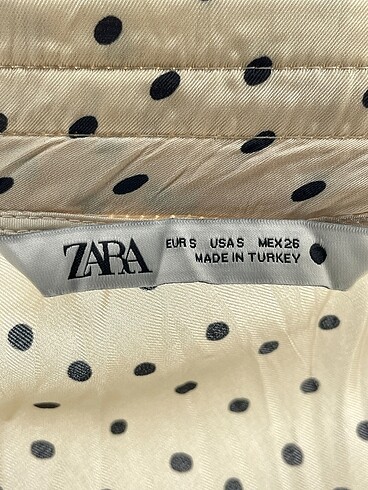 ZARA
EUR S USA S MEX 26
MADE IN TURKEY